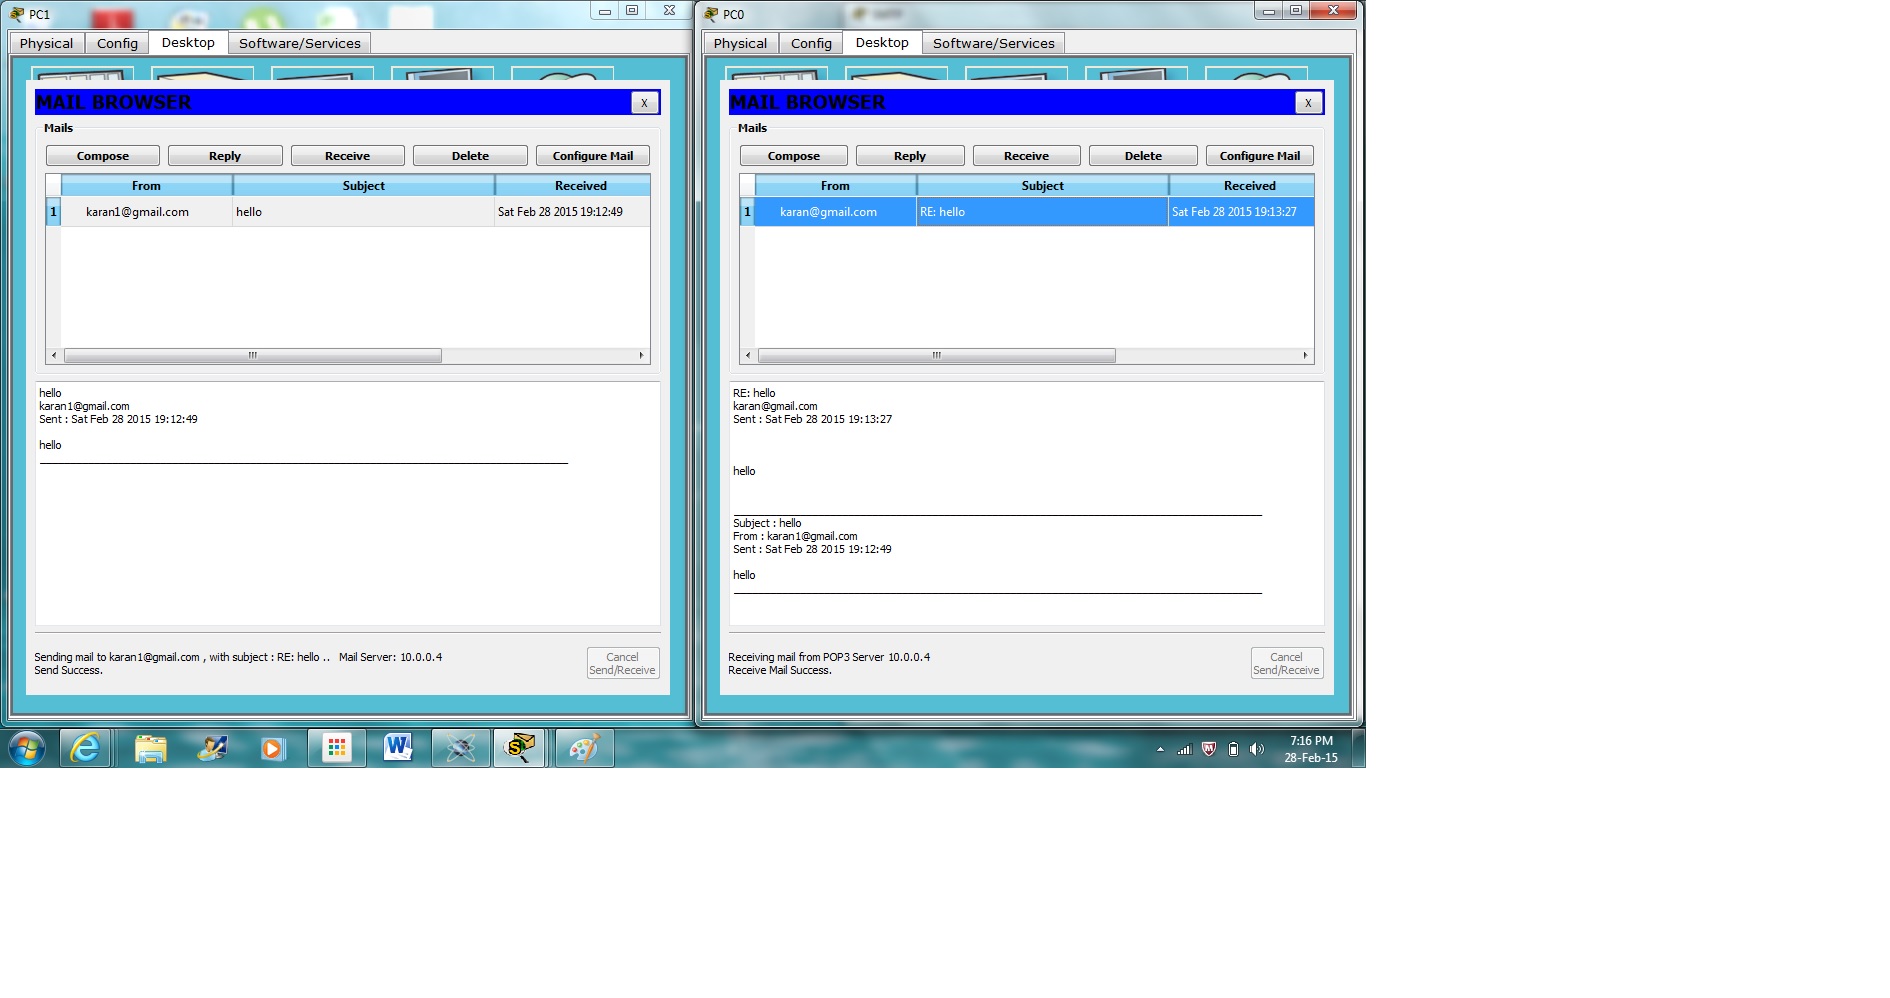 PC1
Physical Config Desktop Software/Services
MAIL BROWSER X
Mails
Compose Reply Receive Delete Configure Mail
From Subject Received
1 karan1@gmail.com hello Sat Feb 28 2015 19:12:49
hello
karan1@gmail.com
Sent : Sat Feb 28 2015 19:12:49
hello
Sending mail to karan1@gmail.com , with subject : RE: hello .. Mail Server: 10.0.0.4
Send Success.
Cancel
Send/Receive
PC0
Physical Config Desktop Software/Services
MAIL BROWSER X
Mails
Compose Reply Receive Delete Configure Mail
From Subject Received
1 karan@gmail.com RE: hello Sat Feb 28 2015 19:13:27
RE: hello
karan@gmail.com
Sent : Sat Feb 28 2015 19:13:27
hello
Subject : hello
From : karan1@gmail.com
Sent : Sat Feb 28 2015 19:12:49
hello
Receiving mail from POP3 Server 10.0.0.4
Receive Mail Success.
Cancel
Send/Receive
7:16 PM
28-Feb-15